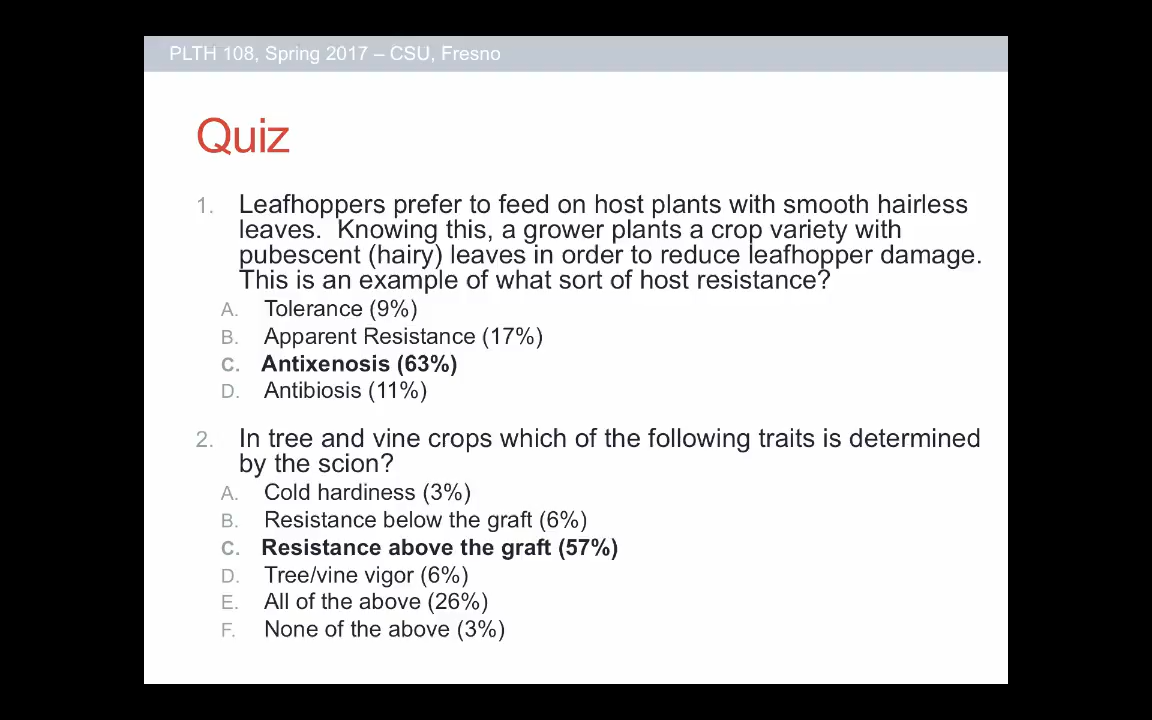 PLTH 108, Spring 2017 – CSU, Fresno
Quiz
1. Leafhoppers prefer to feed on host plants with smooth hairless
leaves.  Knowing this, a grower plants a crop variety with
pubescent (hairy) leaves in order to reduce leafhopper damage.
This is an example of what sort of host resistance?
A. Tolerance (9%)
B. Apparent Resistance (17%)
C. Antixenosis (63%)
D. Antibiosis (11%)
2. In tree and vine crops which of the following traits is determined
by the scion?
A. Cold hardiness (3%)
B. Resistance below the graft (6%)
C. Resistance above the graft (57%)
D. Tree/vine vigor (6%)
E. All of the above (26%)
F. None of the above (3%)